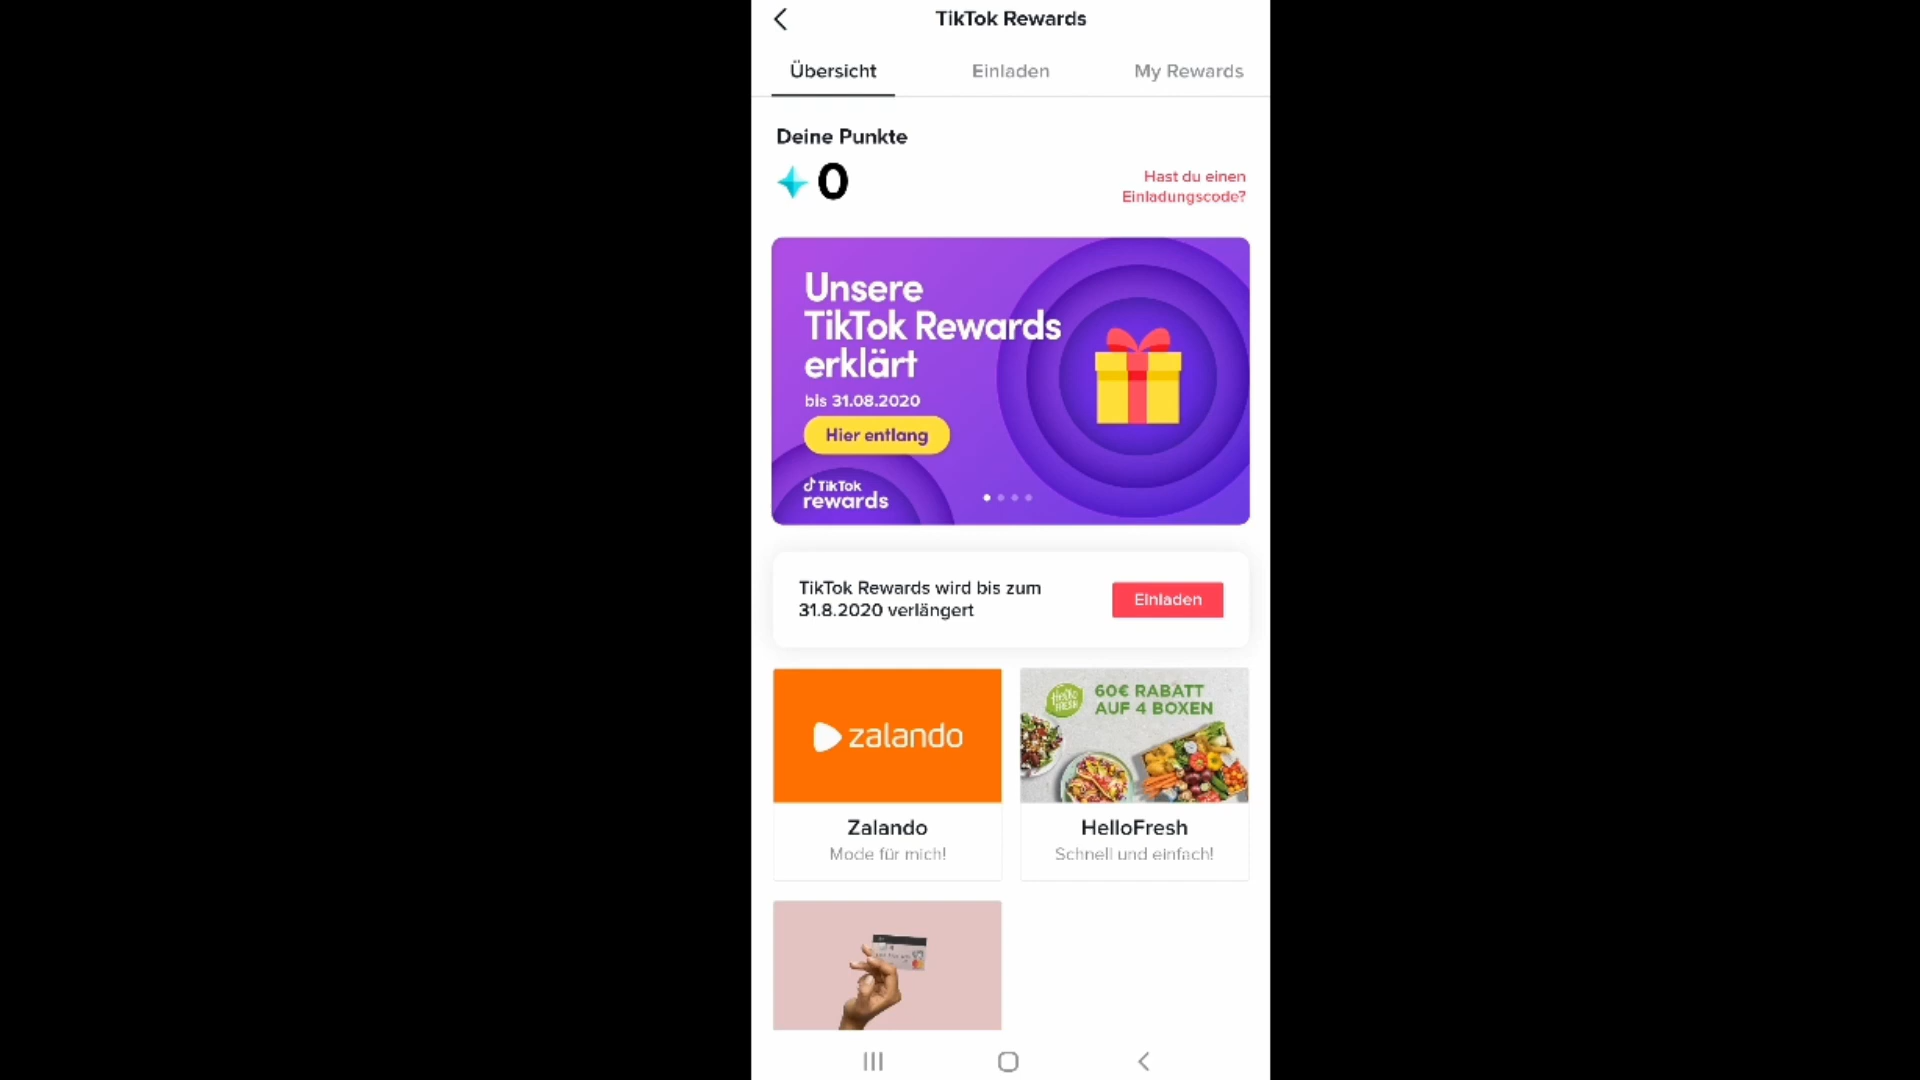 TikTok Rewards
Übersicht
Einladen
My Rewards
Deine Punkte
0
Hast du einen
Einladungscode?
Unsere
TikTok Rewards
erklärt
bis 31.08.2020
Hier entlang
TikTok
rewards
TikTok Rewards wird bis zum
31.8.2020 verlängert
Einladen
zalando
Hello
FRESH
60€ RABATT
AUF 4 BOXEN
Zalando
Mode für mich!
HelloFresh
Schnell und einfach!